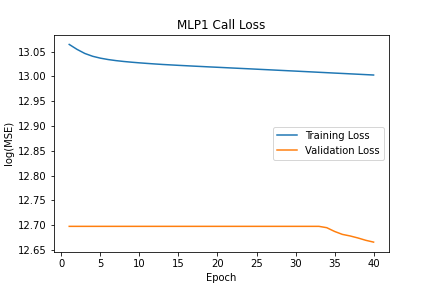 MLP1 Call Loss
13.05
13.00
12.95
12.90
12.85
12.80
12.75
12.70
12.65
log(MSE)
Training Loss
Validation Loss
0 5 10 15 20 25 30 35 40
Epoch